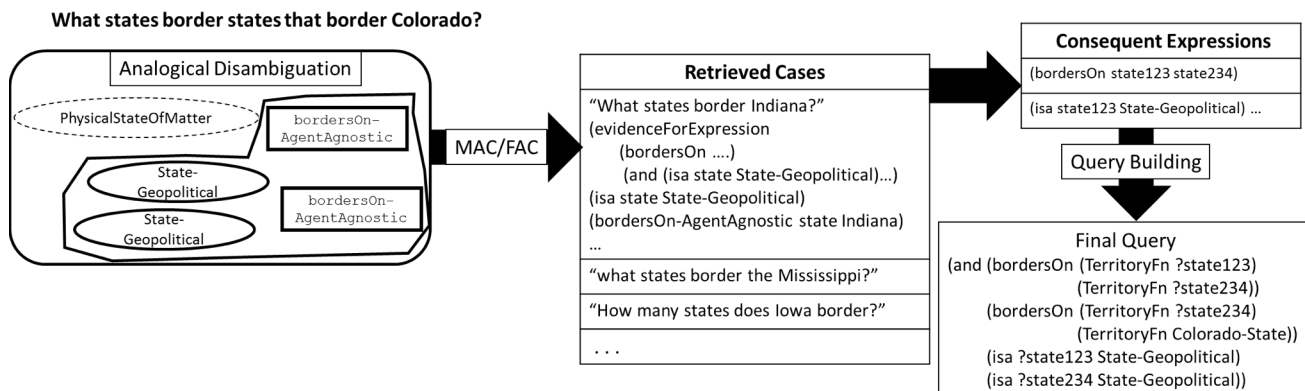 What states border states that border Colorado?
Analogical Disambiguation
PhysicalStateOfMatter
bordersOn-
AgentAgnostic
State-
Geopolitical
State-
Geopolitical
bordersOn-
AgentAgnostic
MAC/FAC
Retrieved Cases
“What states border Indiana?”
(evidenceForExpression
(bordersOn ….)
(and (isa state State-Geopolitical)…)
(isa state State-Geopolitical)
(bordersOn-AgentAgnostic state Indiana)
…
“what states border the Mississippi?”
“How many states does Iowa border?”
. . .
Consequent Expressions
(bordersOn state123 state234)
(isa state123 State-Geopolitical) ...
Query Building
Final Query
(and (bordersOn (TerritoryFn ?state123)
(TerritoryFn ?state234))
(bordersOn (TerritoryFn ?state234)
(TerritoryFn Colorado-State))
(isa ?state123 State-Geopolitical)
(isa ?state234 State-Geopolitical))